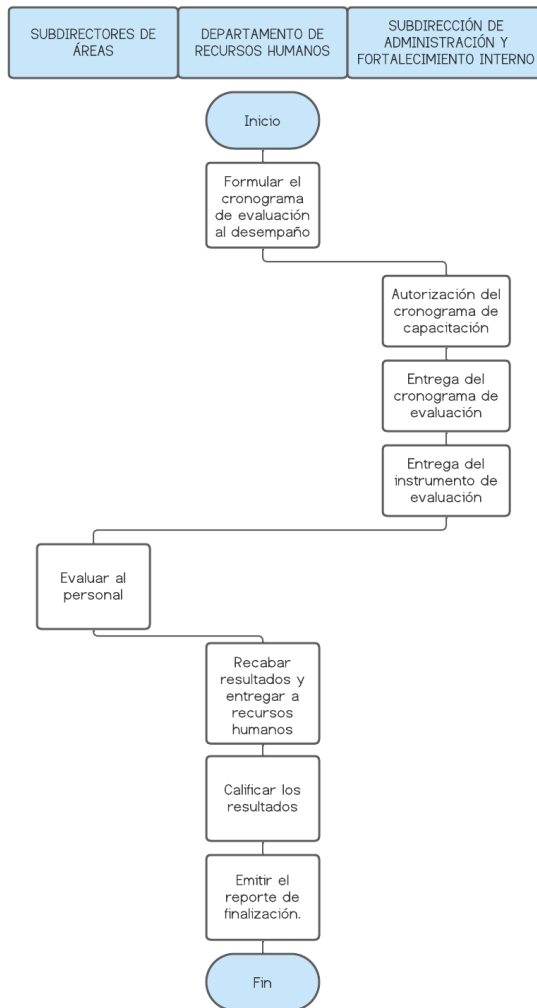 SUBDIRECTORES DE
ÁREAS
DEPARTAMENTO DE
RECURSOS HUMANOS
SUBDIRECCIÓN DE
ADMINISTRACIÓN Y
FORTALECIMIENTO INTERNO
Inicio
Formular el
cronograma
de evaluación
al desempaño
Autorización del
cronograma de
capacitación
Entrega del
cronograma de
evaluación
Entrega del
instrumento de
evaluación
Evaluar al
personal
Recabar
resultados y
entregar a
recursos
humanos
Calificar los
resultados
Emitir el
reporte de
finalización.
Fin